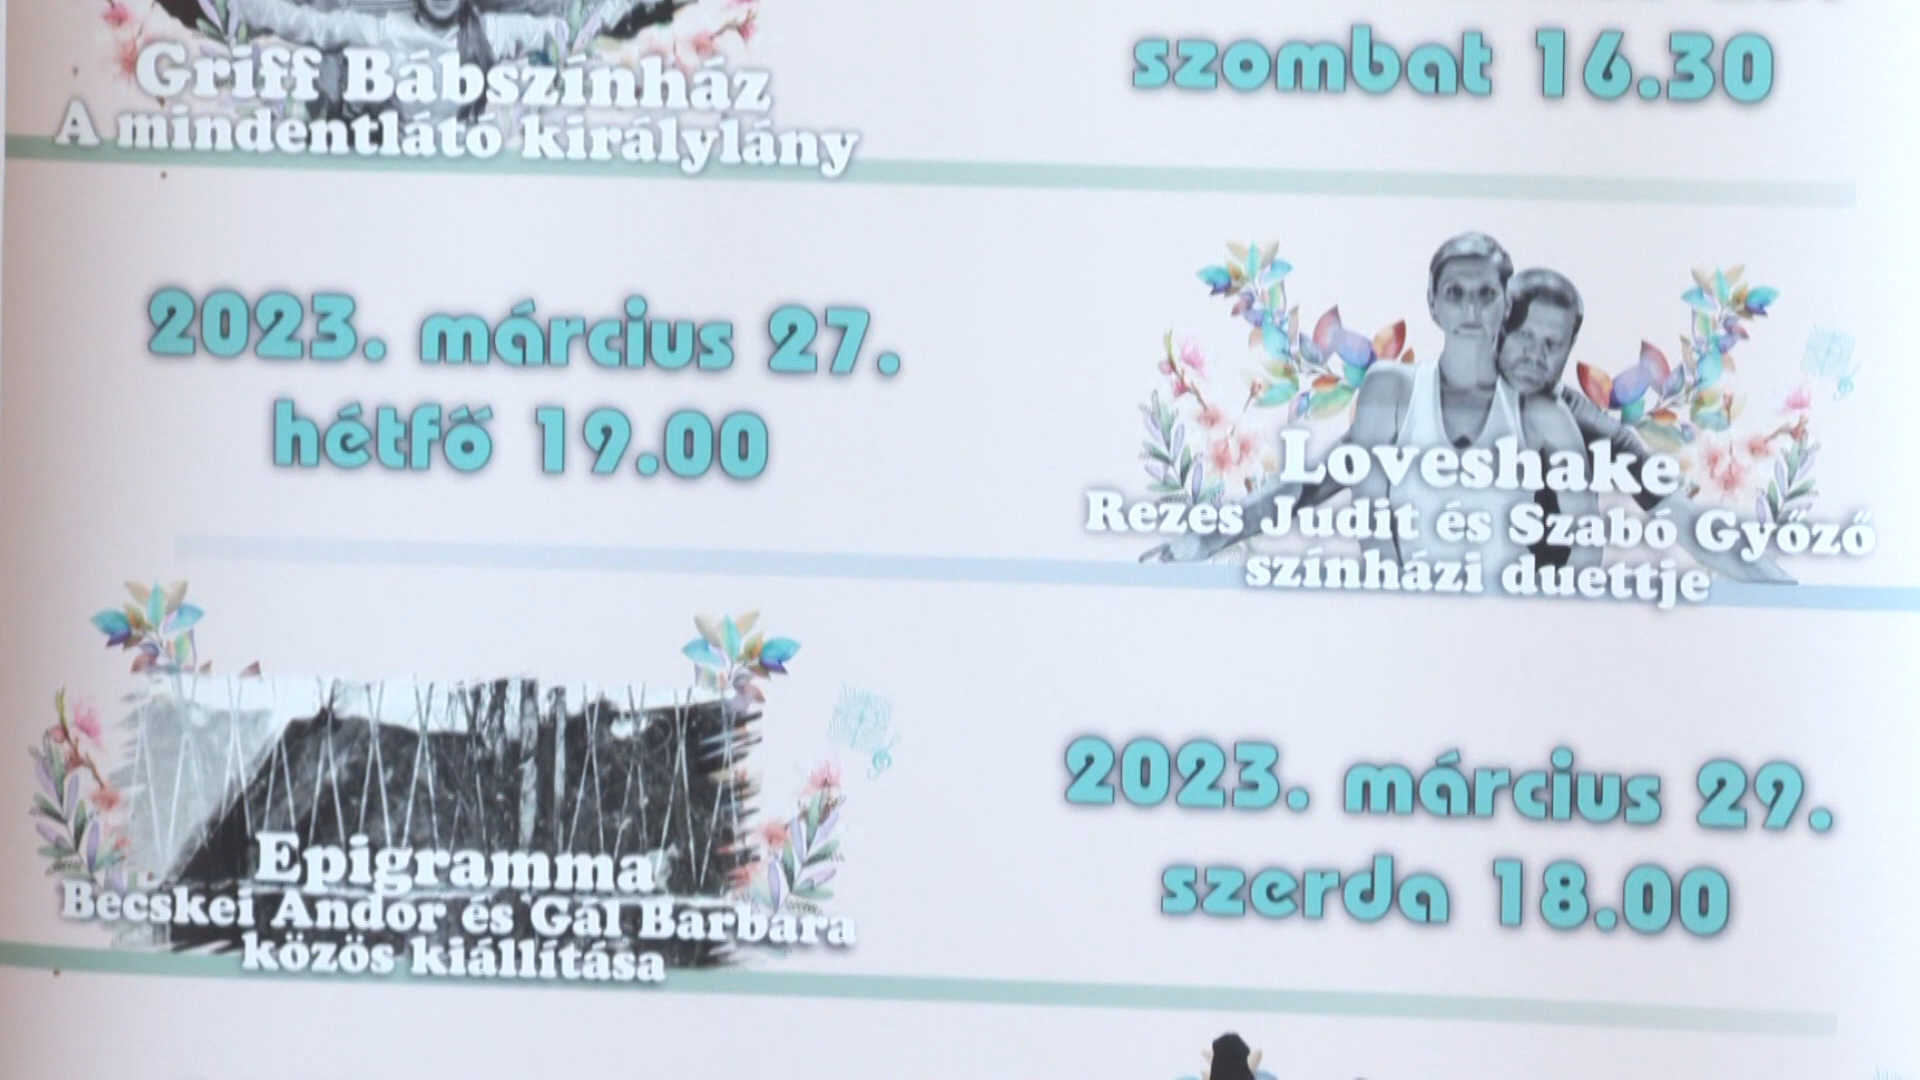 Griff Bábszínház
A mindentlátó királylány
szombat 16.30
2023. március 27.
hétfő 19.00
Loveshake
Rezes Judit és Szabó Győző
színházi duettje
Epigramma
Becskei Andor és Gál Barbara
közös kiállítása
2023. március 29.
szerda 18.00